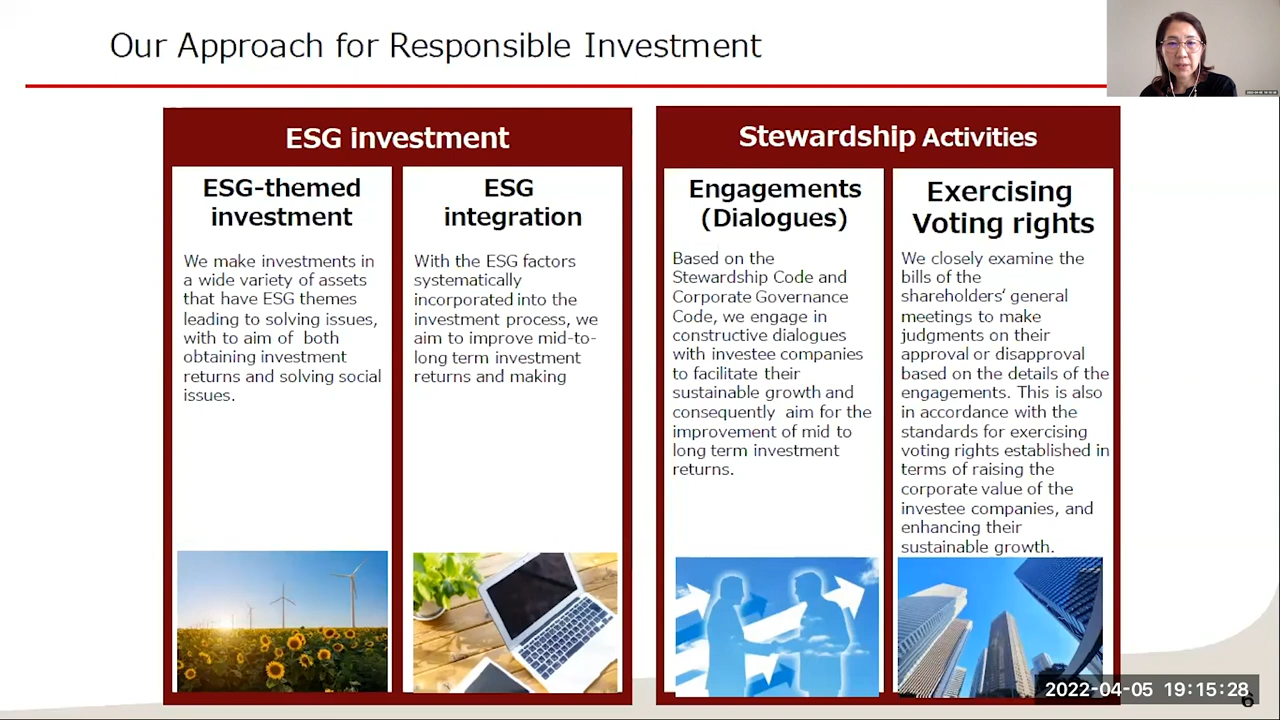 Our Approach for Responsible Investment
ESG investment
ESG-themed
investment
We make investments in
a wide variety of assets
that have ESG themes
leading to solving issues,
with to aim of both
obtaining investment
returns and solving social
issues.
ESG
integration
With the ESG factors
systematically
incorporated into the
investment process, we
aim to improve mid-to-
long term investment
returns and making
Stewardship Activities
Engagements
(Dialogues)
Based on the
Stewardship Code and
Corporate Governance
Code, we engage in
constructive dialogues
with investee companies
to facilitate their
sustainable growth and
consequently aim for the
improvement of mid to
long term investment
returns.
Exercising
Voting rights
We closely examine the
bills of the
shareholders‘ general
meetings to make
judgments on their
approval or disapproval
based on the details of the
engagements. This is also
in accordance with the
standards for exercising
voting rights established in
terms of raising the
corporate value of the
investee companies, and
enhancing their
sustainable growth.
2022-04-05 19:15:28
6